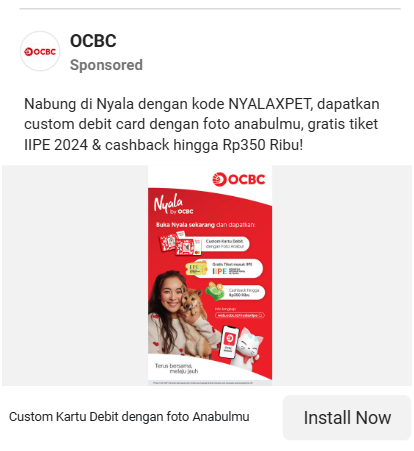 OCBC
OCBC
Sponsored
Nabung di Nyala dengan kode NYALAXPET, dapatkan
custom debit card dengan foto anabulmu, gratis tiket
IIPE 2024 & cashback hingga Rp350 Ribu!
OCBC
Nyala
by OCBC
Buka Nyala sekarang dan dapatkan:
Custom Kartu Debit
dengan Foto Anabul
Gratis Tiket masuk IIPE
IIPE
Cashback Hingga
Rp350 Ribu
Terus bersama,
melaju jauh
Custom Kartu Debit dengan foto Anabulmu
Install Now